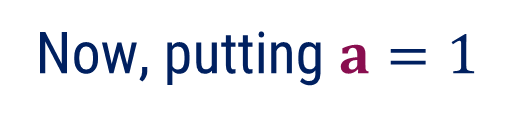 Now, putting a = 1